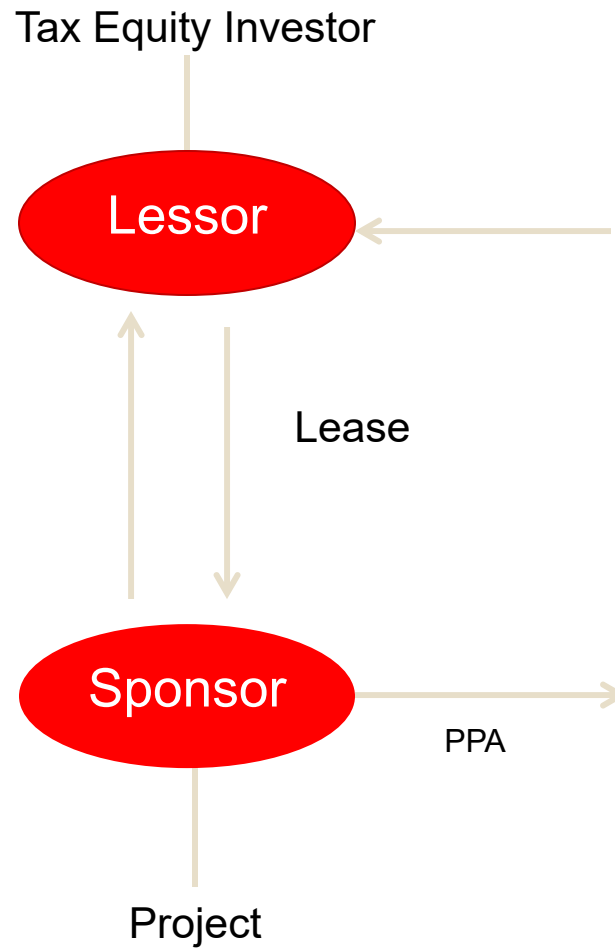 Tax Equity Investor
Lessor
Lease
Sponsor
PPA
Project